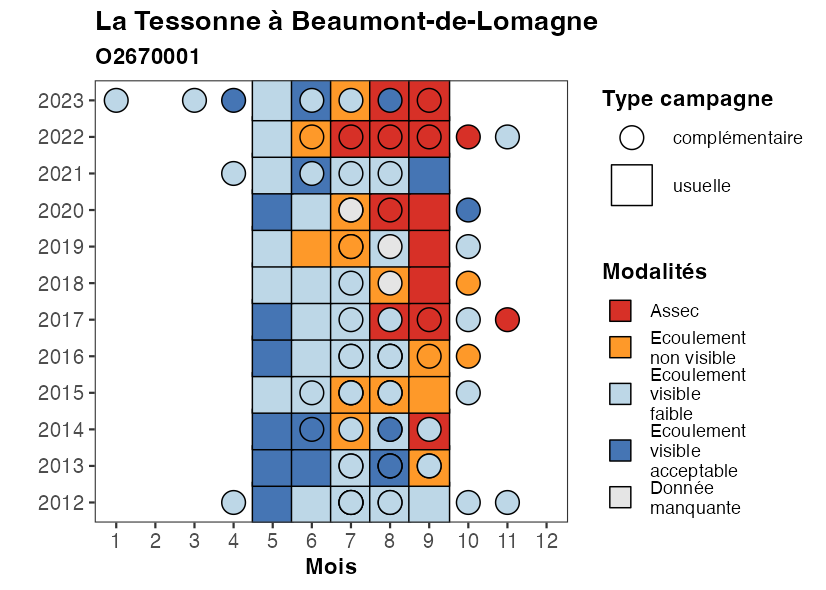 La Tessonne à Beaumont-de-Lomagne
O2670001
2023
2022
2021
2020
2019
2018
2017
2016
2015
2014
2013
2012
1 2 3 4 5 6 7 8 9 10 11 12
Mois
Type campagne
complémentaire
usuelle
Modalités
Assec
Ecoulement
non visible
Ecoulement
visible
faible
Ecoulement
visible
acceptable
Donnée
manquante